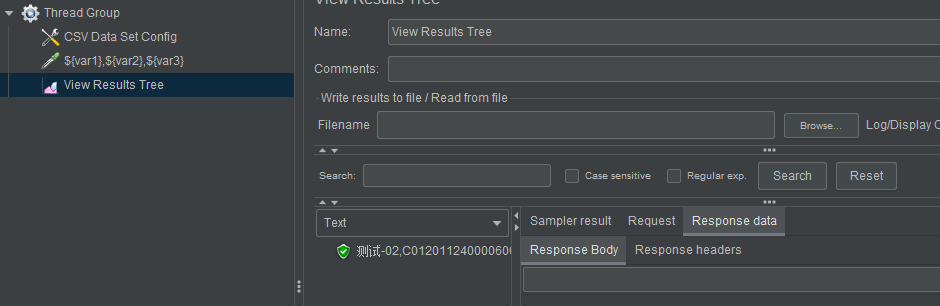 Thread Group
CSV Data Set Config
${var1},${var2},${var3}
View Results Tree
View Results Tree
Name: View Results Tree
Comments:
Write results to file / Read from file
Filename Browse... Log/Display
Search: Case sensitive Regular exp. Search Reset
Text
测试-02,C0120112400006
Sampler result Request Response data
Response Body Response headers